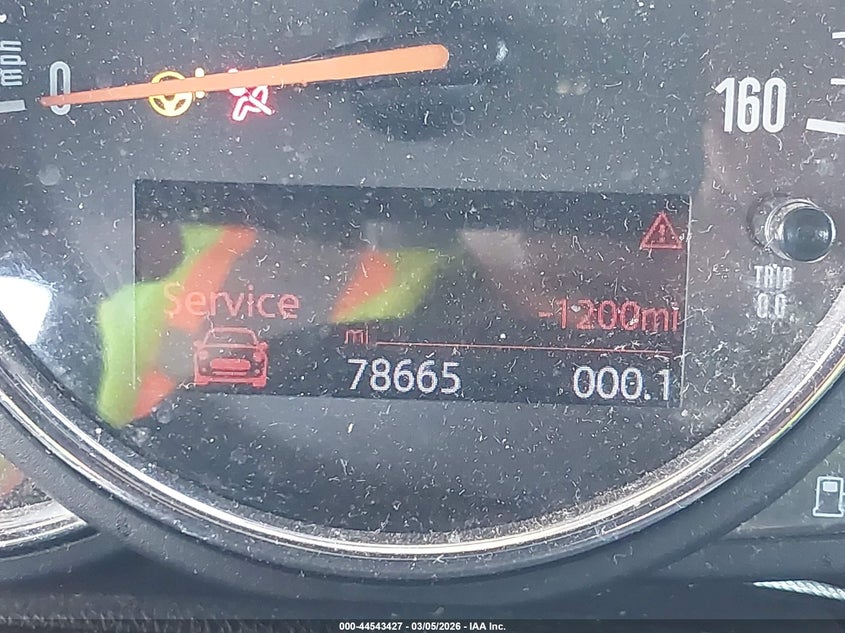 mph
0
160
TRIP
0.0
Service
-1200mi
mi
78665 000.1
000-44543427 - 03/05/2026 - IAA Inc.